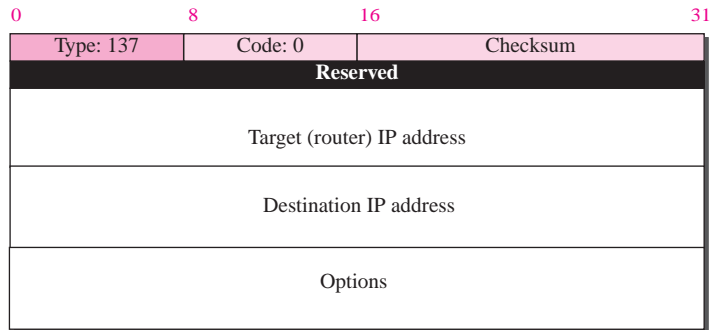 0 8 16 31
Type: 137 Code: 0 Checksum
Reserved
Target (router) IP address
Destination IP address
Options